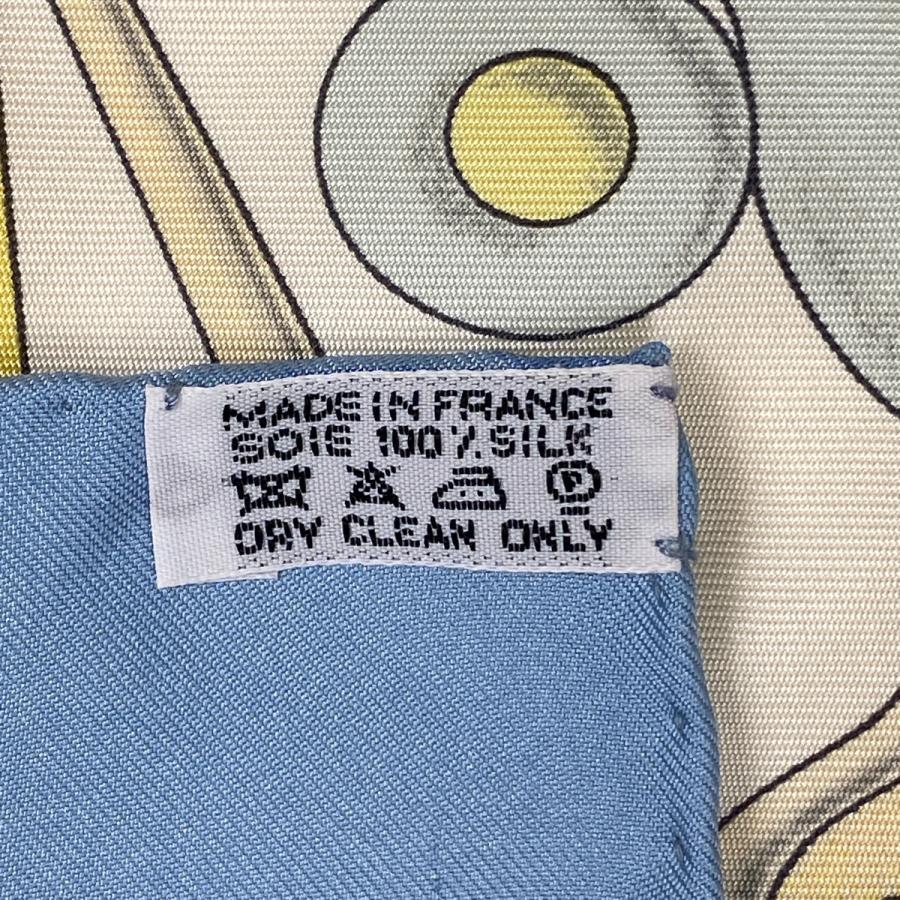 MADE IN FRANCE
SOIE 100% SILK
P
DRY CLEAN ONLY